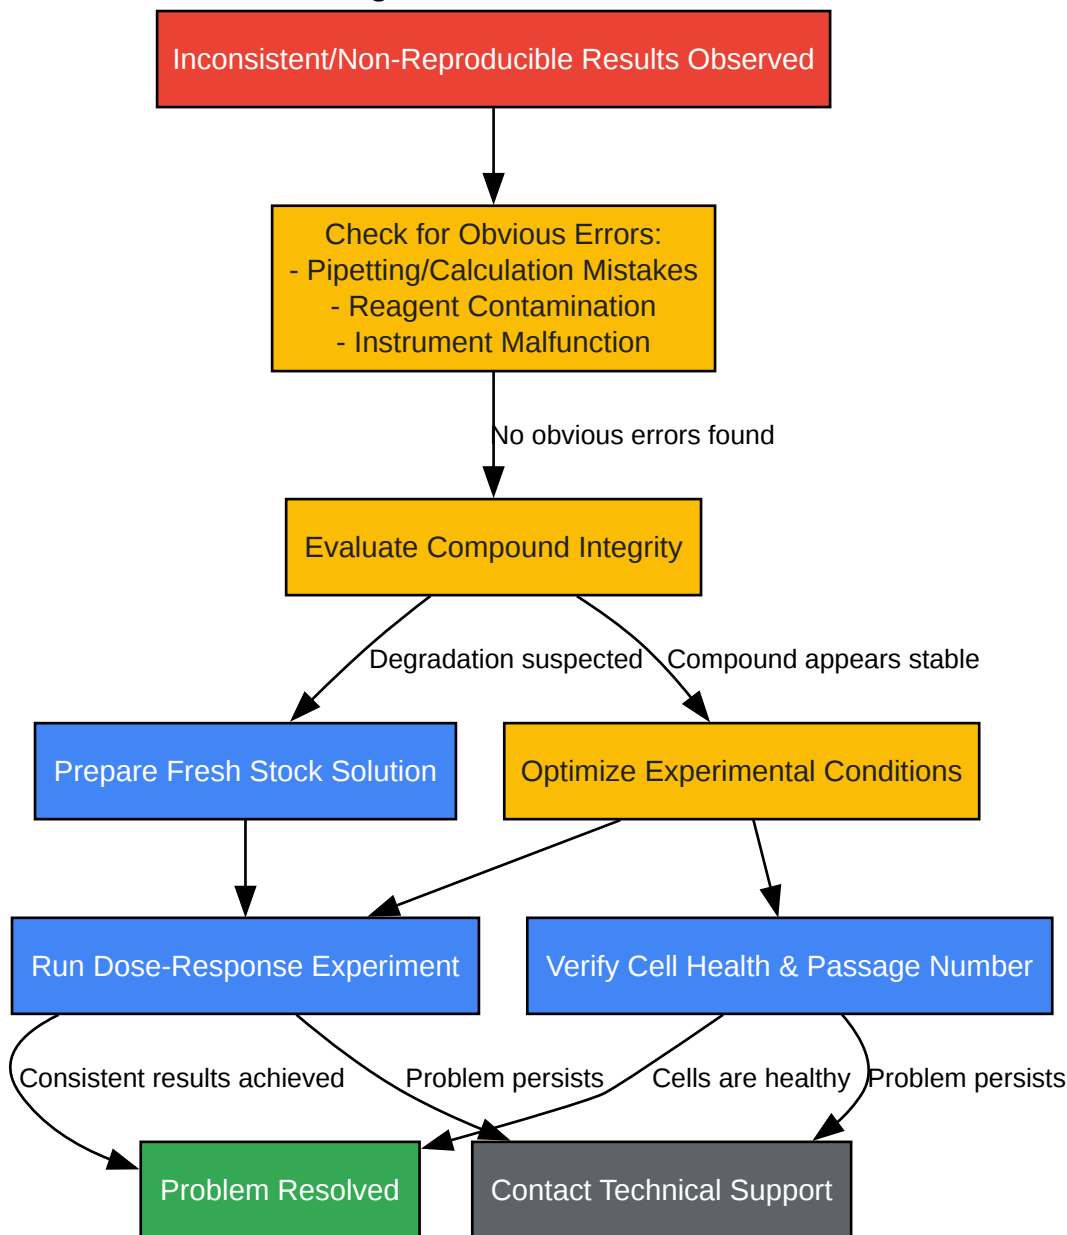 Inconsistent/Non-Reproducible Results Observed
Check for Obvious Errors:
- Pipetting/Calculation Mistakes
- Reagent Contamination
- Instrument Malfunction
No obvious errors found
Evaluate Compound Integrity
Degradation suspected
Compound appears stable
Prepare Fresh Stock Solution
Optimize Experimental Conditions
Run Dose-Response Experiment
Verify Cell Health & Passage Number
Consistent results achieved
Problem persists
Cells are healthy
Problem persists
Problem Resolved
Contact Technical Support